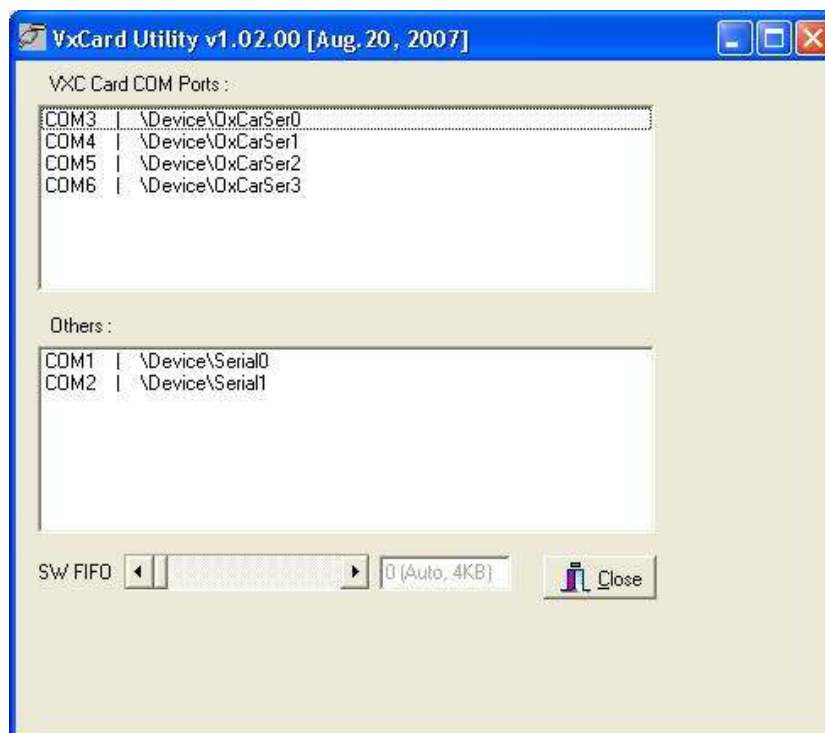 VxCard Utility v1.02.00 [Aug.20, 2007]
VXC Card COM Ports :
COM3 | \Device\OxCarSer0
COM4 | \Device\OxCarSer1
COM5 | \Device\OxCarSer2
COM6 | \Device\OxCarSer3
Others :
COM1 | \Device\Serial0
COM2 | \Device\Serial1
SW FIFO 0 (Auto, 4KB) Close